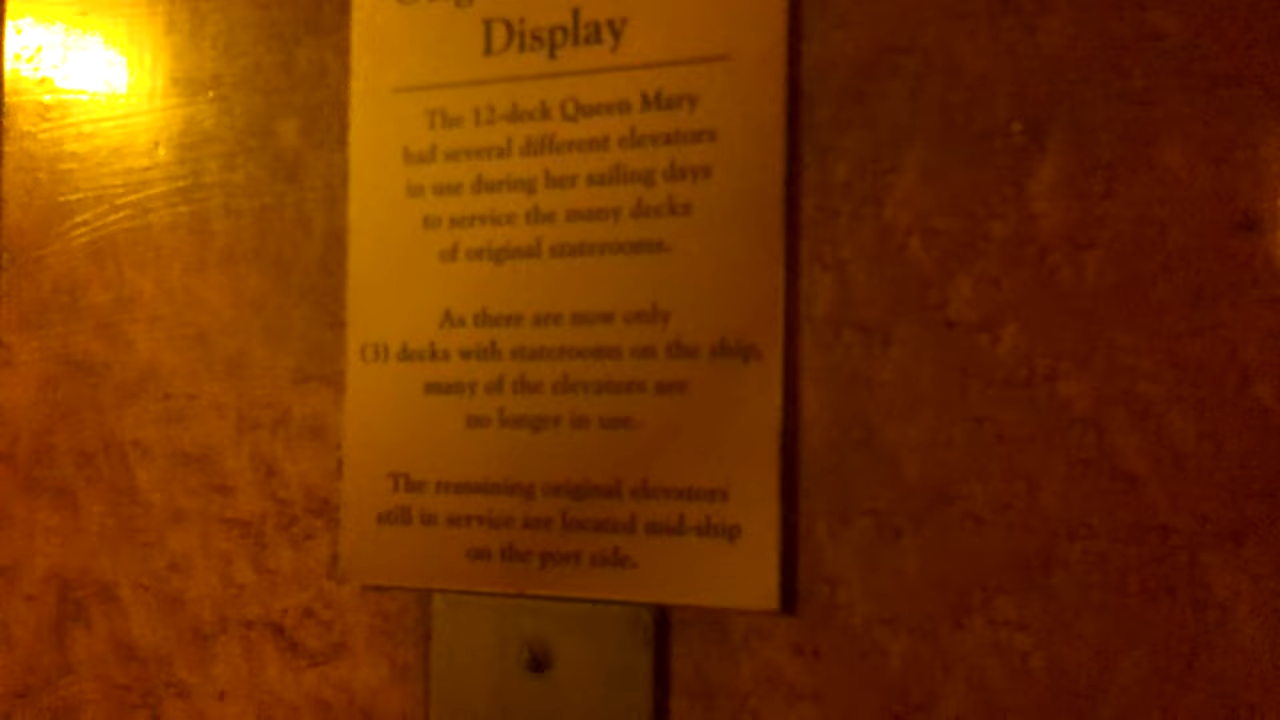 Display
The 12-deck Queen Mary
had several different elevators
in use during her sailing days
to service the many decks
of original staterooms.
As there are now only
(3) decks with staterooms on the ship,
many of the elevators are
no longer in use.
The remaining original elevators
still in service are located mid-ship
on the port side.